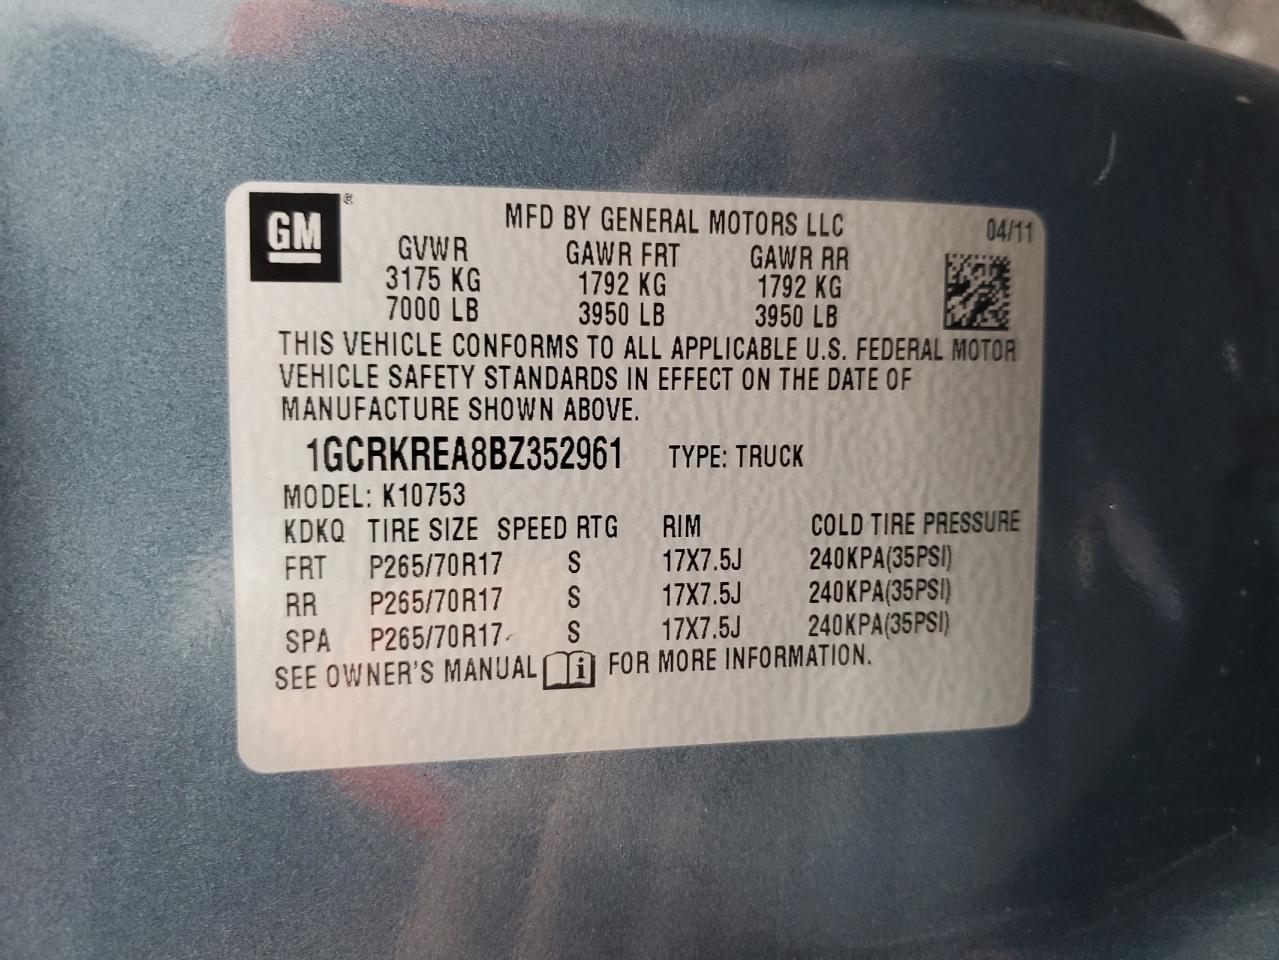 GM®
MFD BY GENERAL MOTORS LLC 04/11
GVWR GAWR FRT GAWR RR
3175 KG 1792 KG 1792 KG
7000 LB 3950 LB 3950 LB
THIS VEHICLE CONFORMS TO ALL APPLICABLE U.S. FEDERAL MOTOR
VEHICLE SAFETY STANDARDS IN EFFECT ON THE DATE OF
MANUFACTURE SHOWN ABOVE.
1GCRKREA8BZ352961 TYPE: TRUCK
MODEL: K10753
KDKQ TIRE SIZE SPEED RTG RIM COLD TIRE PRESSURE
FRT P265/70R17 S 17X7.5J 240KPA(35PSI)
RR P265/70R17 S 17X7.5J 240KPA(35PSI)
SPA P265/70R17 S 17X7.5J 240KPA(35PSI)
SEE OWNER'S MANUAL i FOR MORE INFORMATION.